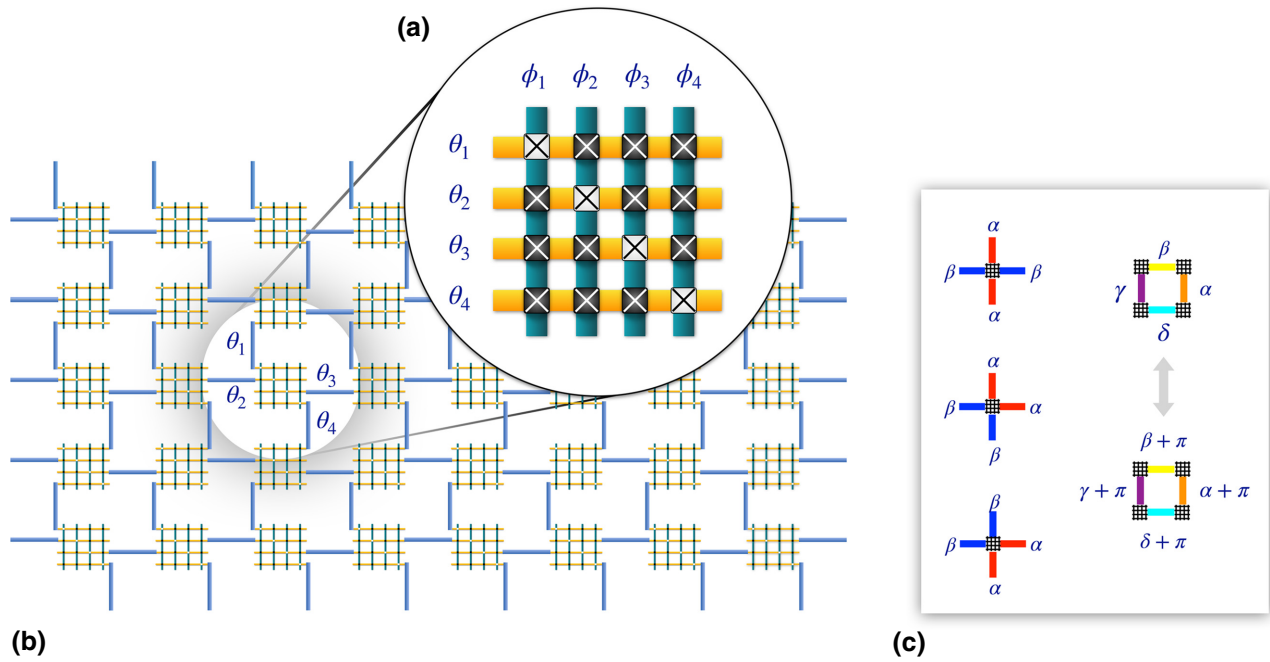 (a)
ϕ₁ ϕ₂ ϕ₃ ϕ₄
θ₁
θ₂
θ₃
θ₄
θ₁
θ₂ θ₃
θ₄
(b)
α
β β
α
α
β α
β
β
β α
α
β
γ α
δ
β + π
γ + π α + π
δ + π
(c)